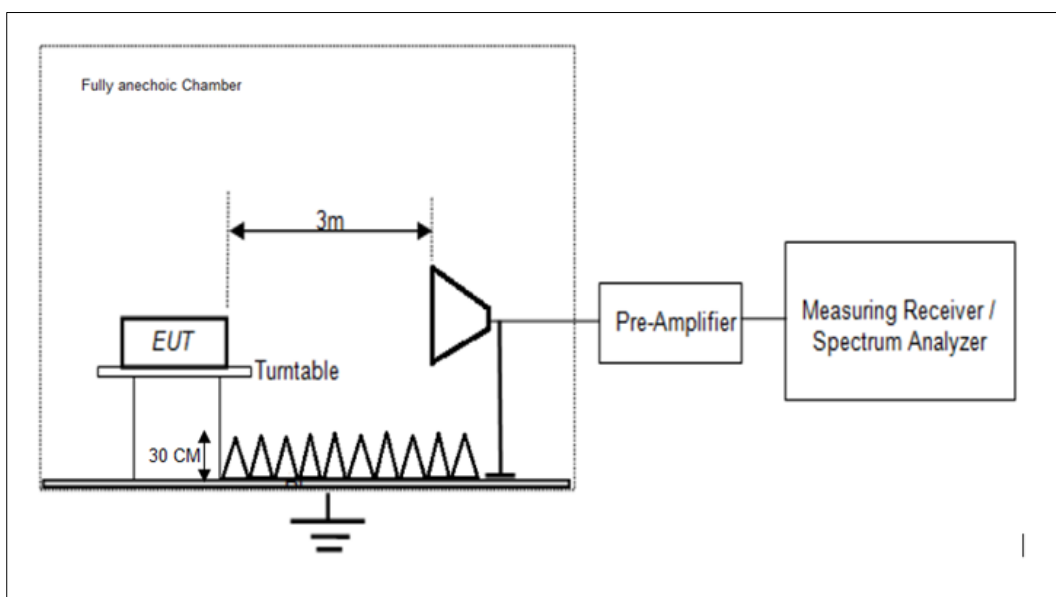 Fully anechoic Chamber
3m
EUT
Turntable
30 CM
Pre-Amplifier
Measuring Receiver /
Spectrum Analyzer